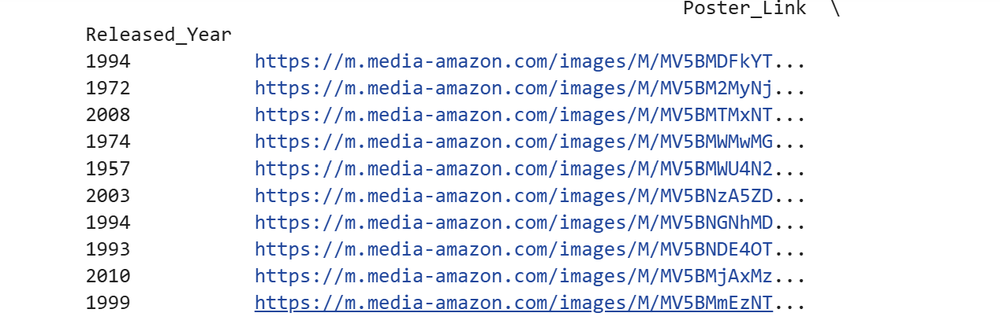 Poster_Link \
Released_Year
1994 https://m.media-amazon.com/images/M/MV5BMDFkYT...
1972 https://m.media-amazon.com/images/M/MV5BM2MyNj...
2008 https://m.media-amazon.com/images/M/MV5BMTMxNT...
1974 https://m.media-amazon.com/images/M/MV5BMWMwMG...
1957 https://m.media-amazon.com/images/M/MV5BMWU4N2...
2003 https://m.media-amazon.com/images/M/MV5BNzA5ZD...
1994 https://m.media-amazon.com/images/M/MV5BNGNhMD...
1993 https://m.media-amazon.com/images/M/MV5BNDE4OT...
2010 https://m.media-amazon.com/images/M/MV5BMjAxMz...
1999 https://m.media-amazon.com/images/M/MV5BMmEzNT...